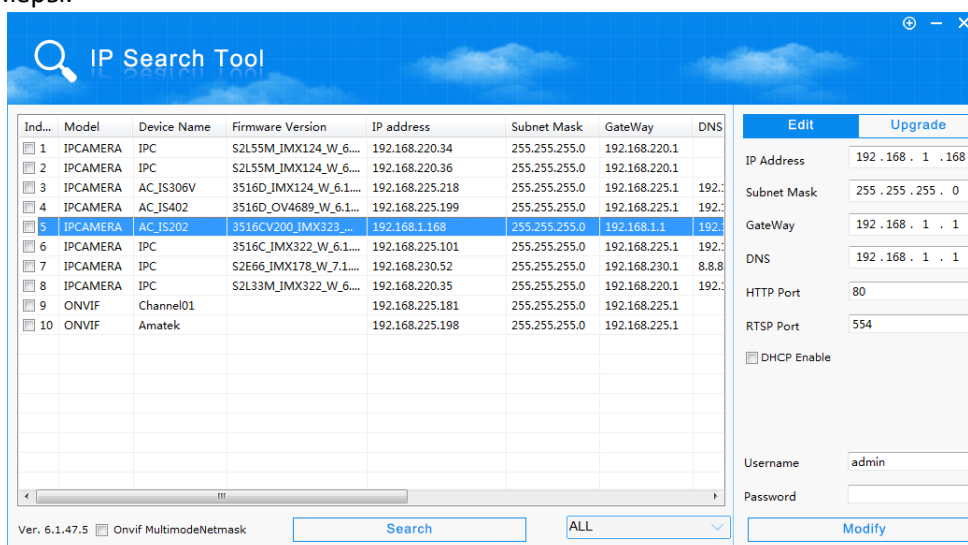 IP Search Tool
Ind... Model Device Name Firmware Version IP address Subnet Mask GateWay DNS
1 IPCAMERA IPC S2L55M_IMX124_W_6.... 192.168.220.34 255.255.255.0 192.168.220.1
2 IPCAMERA IPC S2L55M_IMX124_W_6.... 192.168.220.36 255.255.255.0 192.168.220.1
3 IPCAMERA AC_IS306V 3516D_IMX124_W_6.1.... 192.168.225.218 255.255.255.0 192.168.225.1 192.
4 IPCAMERA AC_IS402 3516D_OV4689_W_6.1... 192.168.225.199 255.255.255.0 192.168.225.1 192.
5 IPCAMERA AC_IS202 3516CV200_IMX323_... 192.168.1.168 255.255.255.0 192.168.1.1 192.
6 IPCAMERA IPC 3516C_IMX322_W_6.1.... 192.168.225.101 255.255.255.0 192.168.225.1 192.
7 IPCAMERA IPC S2E66_IMX178_W_7.1.... 192.168.230.52 255.255.255.0 192.168.230.1 8.8.8
8 IPCAMERA IPC S2L33M_IMX322_W_6.... 192.168.220.35 255.255.255.0 192.168.220.1 192.
9 ONVIF Channel01 192.168.225.181 255.255.255.0 192.168.225.1
10 ONVIF Amatek 192.168.225.198 255.255.255.0 192.168.225.1
Ver. 6.1.47.5 Onvif MultimodeNetmask Search ALL
Edit Upgrade
IP Address 192 . 168 . 1 . 168
Subnet Mask 255 . 255 . 255 . 0
GateWay 192 . 168 . 1 . 1
DNS 192 . 168 . 1 . 1
HTTP Port 80
RTSP Port 554
DHCP Enable
Username admin
Password
Modify